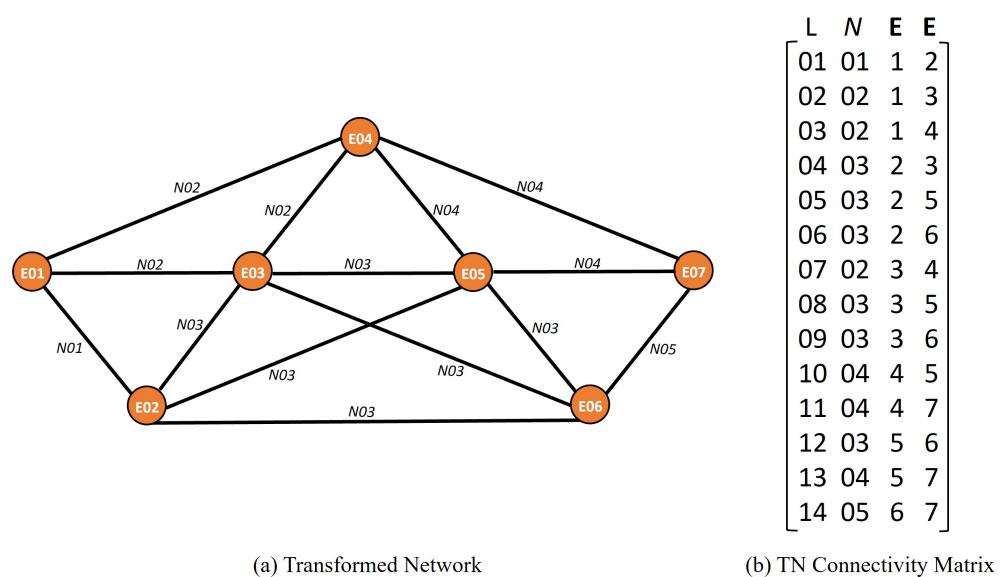 E04
N02
N04
N02
N04
E01
N02
E03
N03
E05
N04
E07
N01
N03
N03
N05
N03
N03
E02
N03
E06
(a) Transformed Network
L N E E
01 01 1 2
02 02 1 3
03 02 1 4
04 03 2 3
05 03 2 5
06 03 2 6
07 02 3 4
08 03 3 5
09 03 3 6
10 04 4 5
11 04 4 7
12 03 5 6
13 04 5 7
14 05 6 7
(b) TN Connectivity Matrix